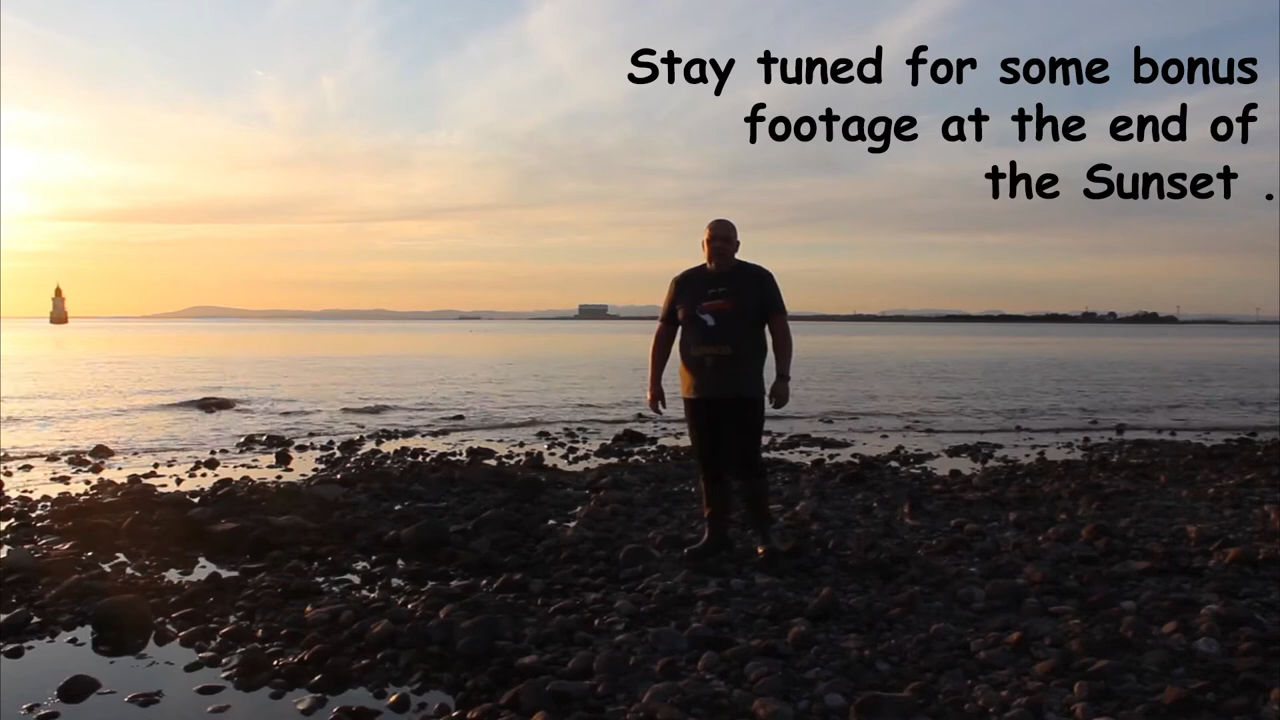 Stay tuned for some bonus
footage at the end of
the Sunset .